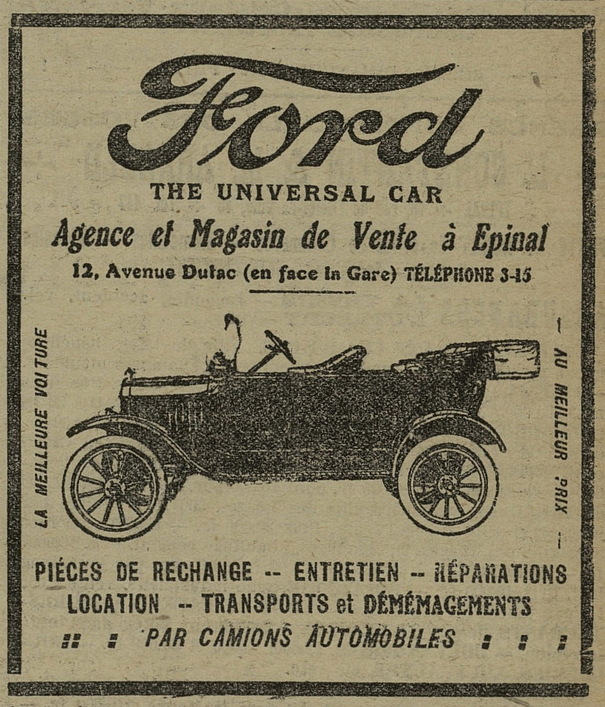 Ford
THE UNIVERSAL CAR
Agence et Magasin de Vente à Epinal
12, Avenue Dutac (en face la Gare) TÉLÉPHONE 3-15
LA MEILLEURE VOITURE
— AU MEILLEUR PRIX —
PIÉCES DE RECHANGE -- ENTRETIEN -- RÉPARATIONS
LOCATION -- TRANSPORTS et DÉMÉMAGEMENTS
PAR CAMIONS AUTOMOBILES